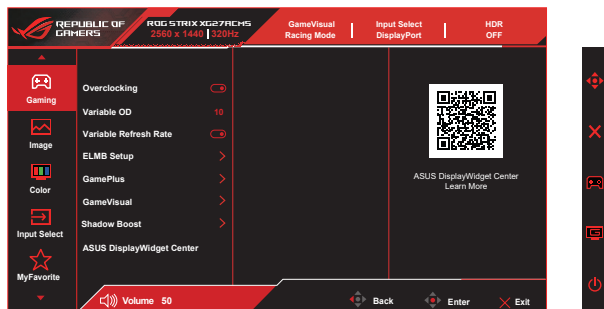 REPUBLIC OF
GAMERS
ROG STRIX XG27ACMS
2560 x 1440 320Hz
GameVisual
Racing Mode
Input Select
DisplayPort
HDR
OFF
Gaming
Image
Color
Input Select
MyFavorite
Overclocking
Variable OD 10
Variable Refresh Rate
ELMB Setup
GamePlus
GameVisual
Shadow Boost
ASUS DisplayWidget Center
ASUS DisplayWidget Center
Learn More
Volume 50
Back
Enter
Exit